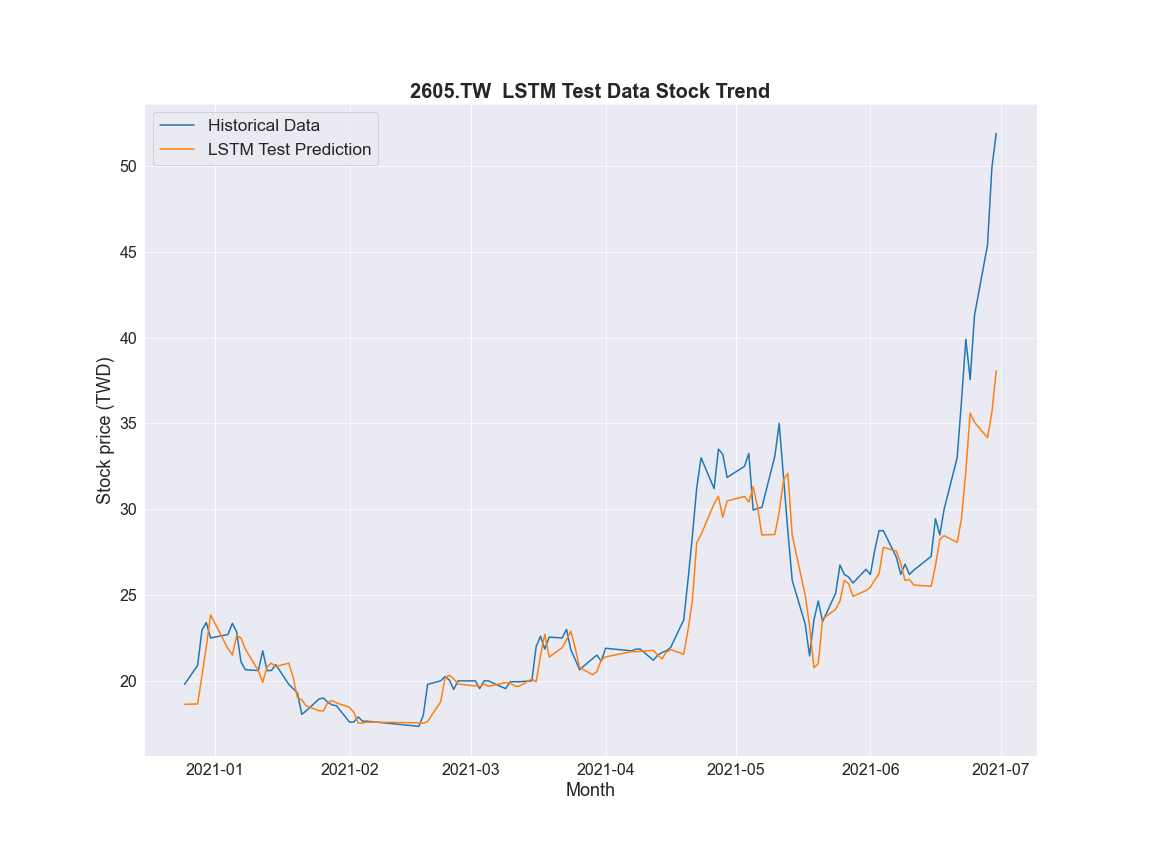 2605.TW  LSTM Test Data Stock Trend
Historical Data
LSTM Test Prediction
50
45
40
35
30
25
20
Stock price (TWD)
2021-01 2021-02 2021-03 2021-04 2021-05 2021-06 2021-07
Month